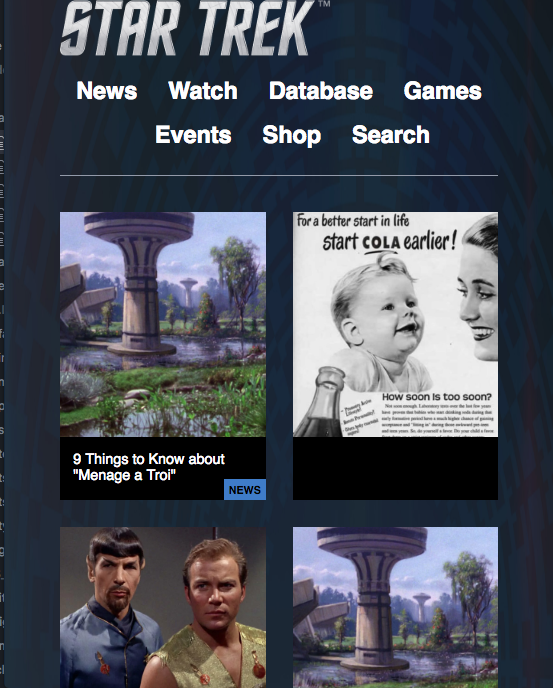 STAR TREK™
News Watch Database Games
Events Shop Search
For a better start in life
start COLA earlier!
How soon is too soon?
9 Things to Know about
"Menage a Troi"
NEWS